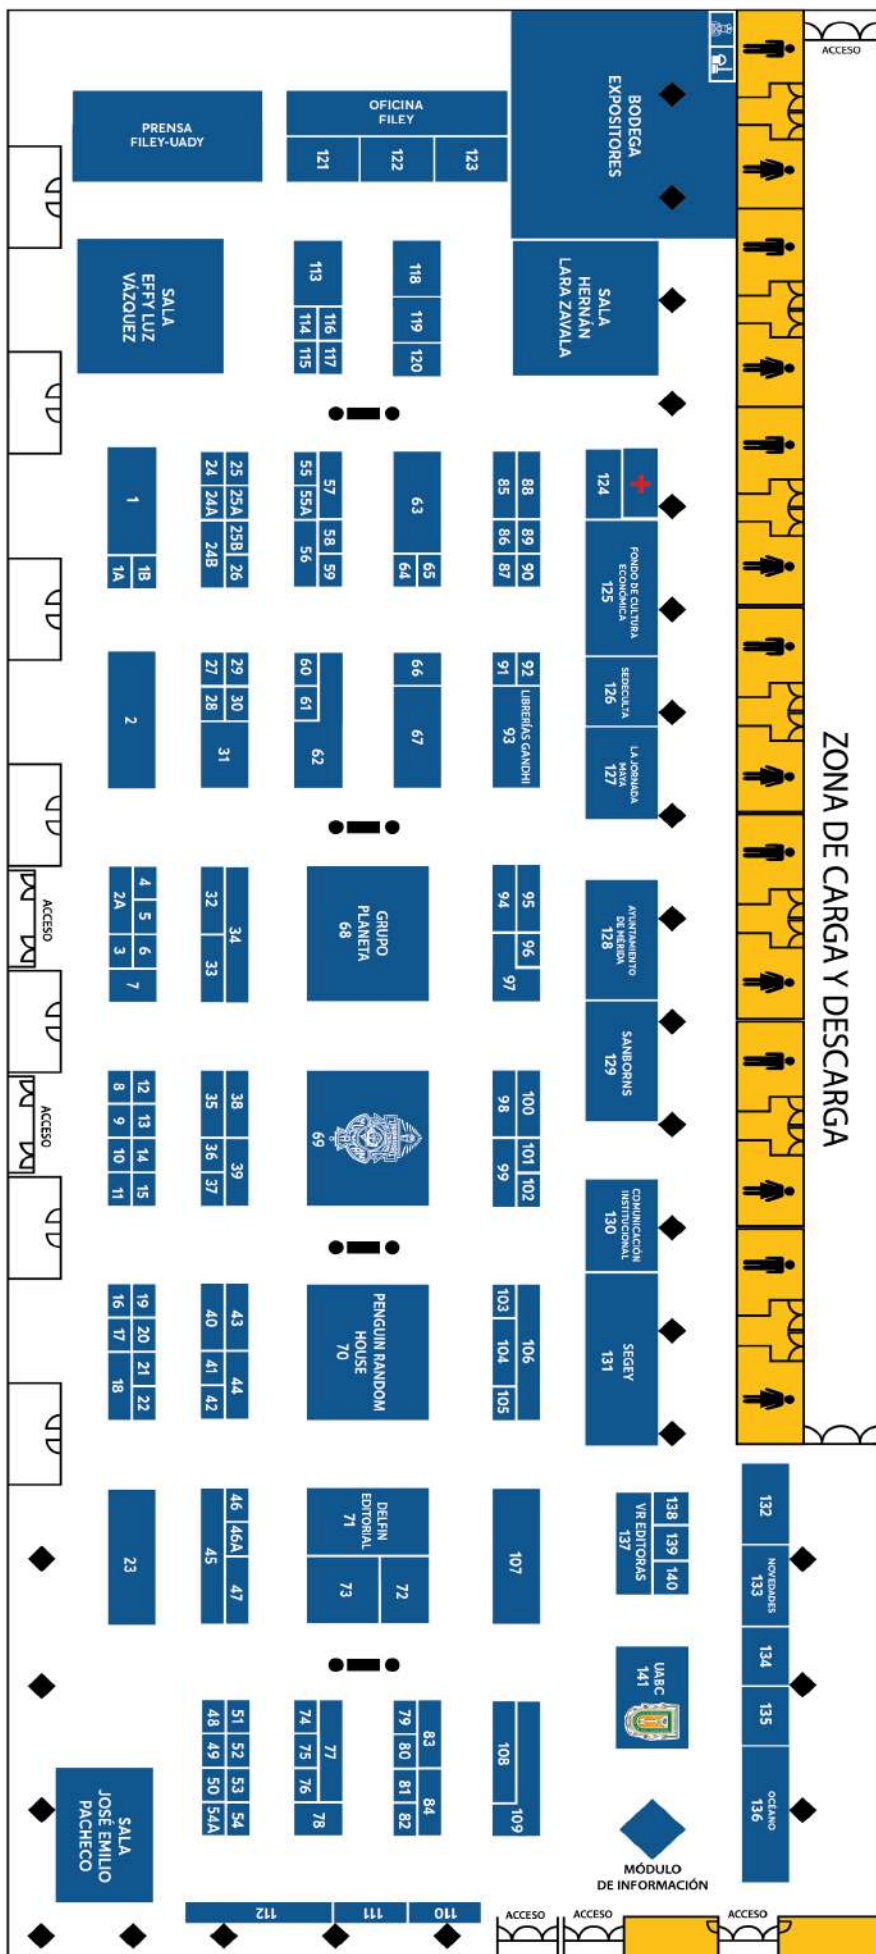 ACCESO
BODEGA
EXPOSITORES
OFICINA
FILEY
121
122
123
PRENSA
FILEY-UADY
SALA
EFFY LUZ
VÁZQUEZ
113
114
116
115
117
118
119
120
SALA
HERNÁN
LARA ZAVALA
ZONA DE CARGA Y DESCARGA
1
1A
1B
24
25
24A
25A
24B
25B
26
55
55A
57
56
58
59
63
64
65
85
88
86
89
87
90
124
FONDO DE CULTURA
ECONÓMICA
125
SEDECULTA
126
LA JORNADA
MAYA
127
2
27
29
28
30
31
60
61
62
66
67
91
92
LIBRERÍAS GANDHI
93
ACCESO
2A
4
5
3
6
7
32
34
33
GRUPO
PLANETA
68
94
95
96
97
AYUNTAMIENTO
DE MÉRIDA
128
SANBORNS
129
ACCESO
8
12
9
13
10
14
11
15
35
38
36
39
37
69
98
100
99
101
102
COMUNICACIÓN
INSTITUCIONAL
130
SEGEY
131
16
19
17
20
18
21
22
40
43
41
44
42
PENGUIN RANDOM
HOUSE
70
103
106
104
105
23
45
46
46A
47
DELFIN
EDITORIAL
71
73
72
107
VR EDITORAS
137
138
139
140
132
NOVEDADES
133
134
135
OCÉANO
136
UABC
141
48
51
49
52
50
53
54A
54
74
77
75
76
78
79
83
80
81
84
82
108
109
SALA
JOSÉ EMILIO
PACHECO
MÓDULO
DE INFORMACIÓN
112
111
110
ACCESO
ACCESO
ACCESO